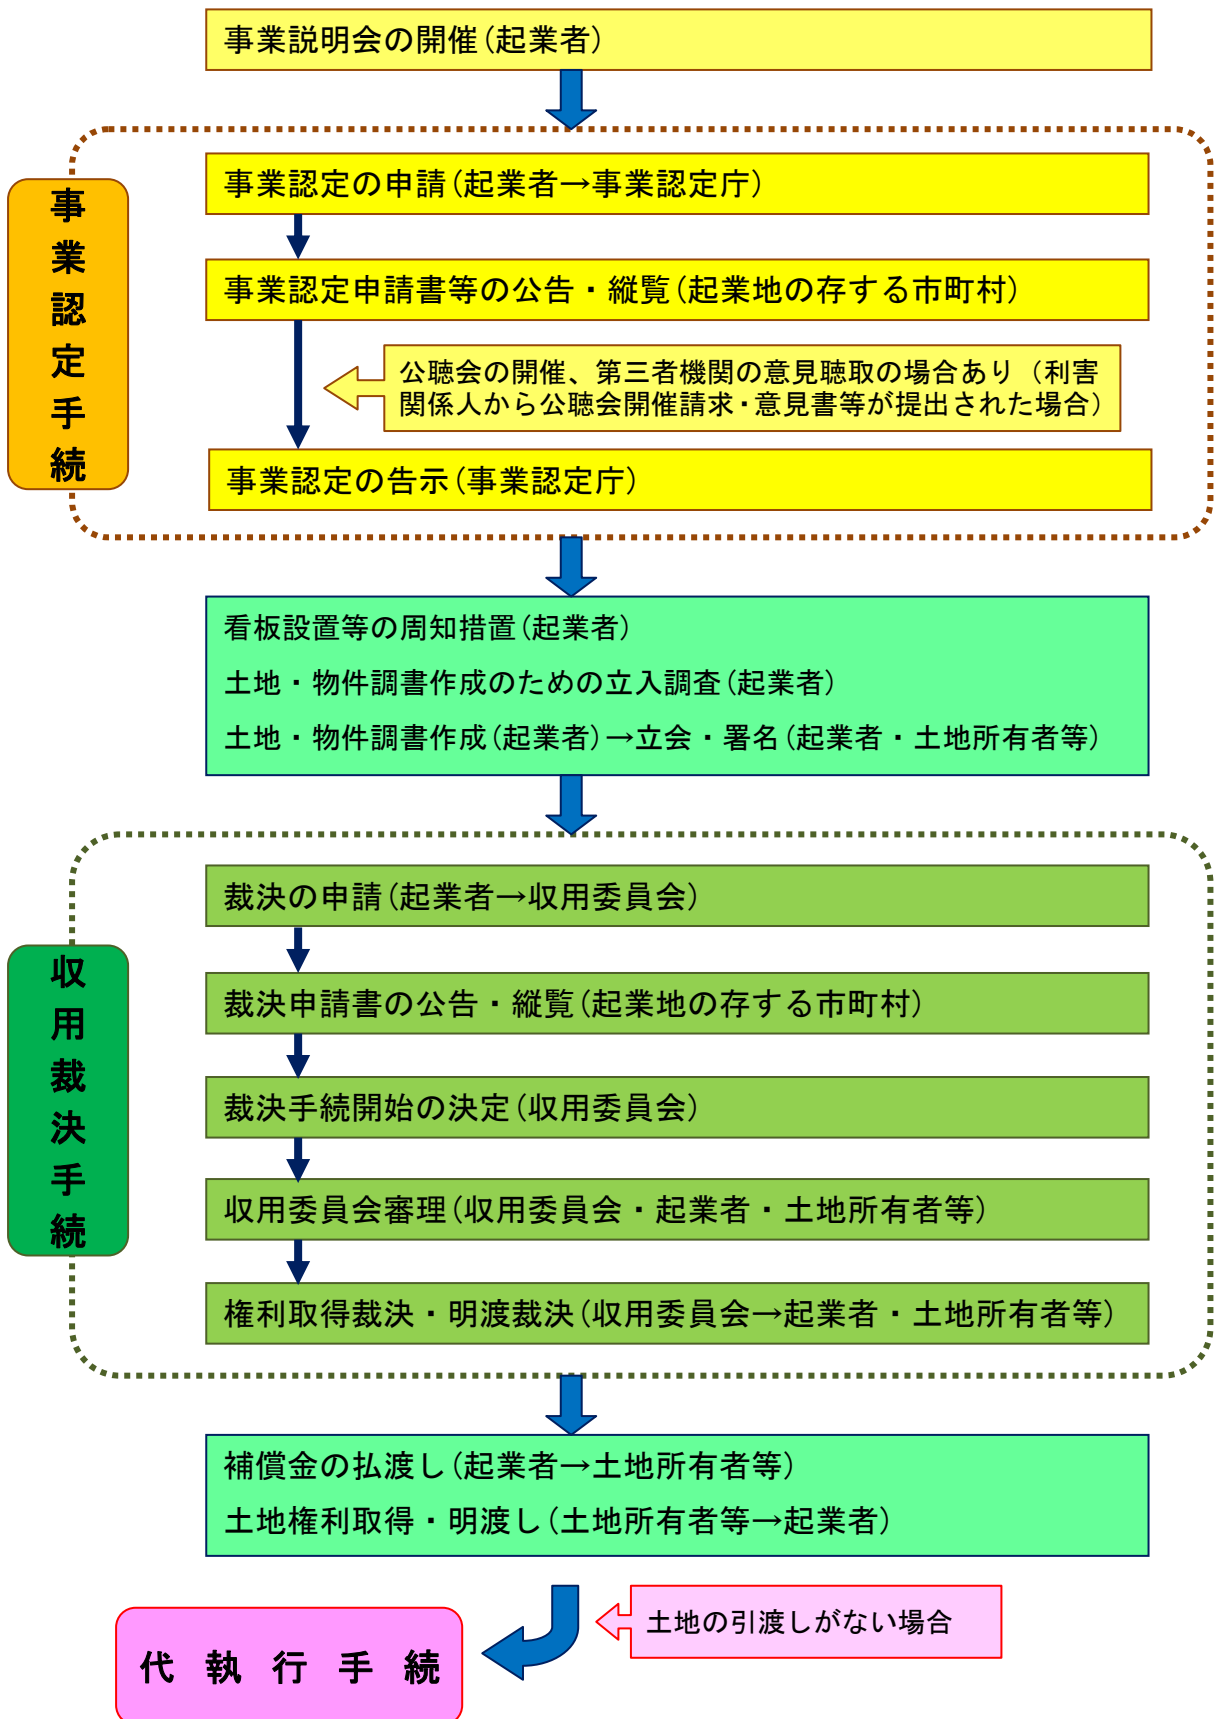 事業説明会の開催(起業者)
事業認定手続
事業認定の申請(起業者→事業認定庁)
事業認定申請書等の公告・縦覧(起業地の存する市町村)
公聴会の開催、第三者機関の意見聴取の場合あり（利害
関係人から公聴会開催請求・意見書等が提出された場合）
事業認定の告示(事業認定庁)
看板設置等の周知措置(起業者)
土地・物件調書作成のための立入調査(起業者)
土地・物件調書作成(起業者)→立会・署名(起業者・土地所有者等)
収用裁決手続
裁決の申請(起業者→収用委員会)
裁決申請書の公告・縦覧(起業地の存する市町村)
裁決手続開始の決定(収用委員会)
収用委員会審理(収用委員会・起業者・土地所有者等)
権利取得裁決・明渡裁決(収用委員会→起業者・土地所有者等)
補償金の払渡し(起業者→土地所有者等)
土地権利取得・明渡し(土地所有者等→起業者)
土地の引渡しがない場合
代執行手続